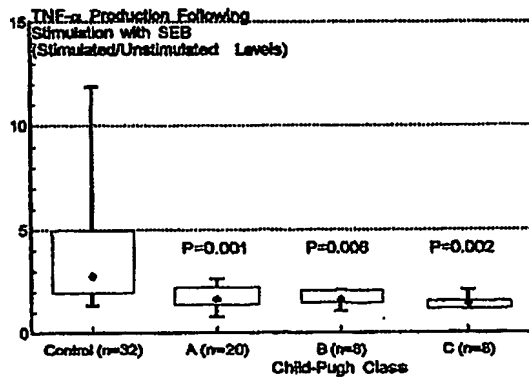 TNF-α Production Following
Stimulation with SEB
(Stimulated/Unstimulated Levels)
15
10
5
0
P=0.001 P=0.006 P=0.002
Control (n=32) A (n=20) B (n=8) C (n=8)
Child-Pugh Class